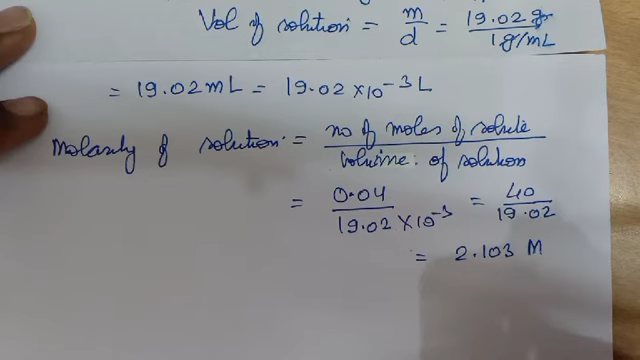 Vol of solution = m/d = 19.02 gr/1 g/mL
= 19.02 mL = 19.02 × 10⁻³ L
Molarity of solution = no of moles of solute/volume of solution
= 0.04/19.02 × 10⁻³ = 40/19.02
= 2.103 M